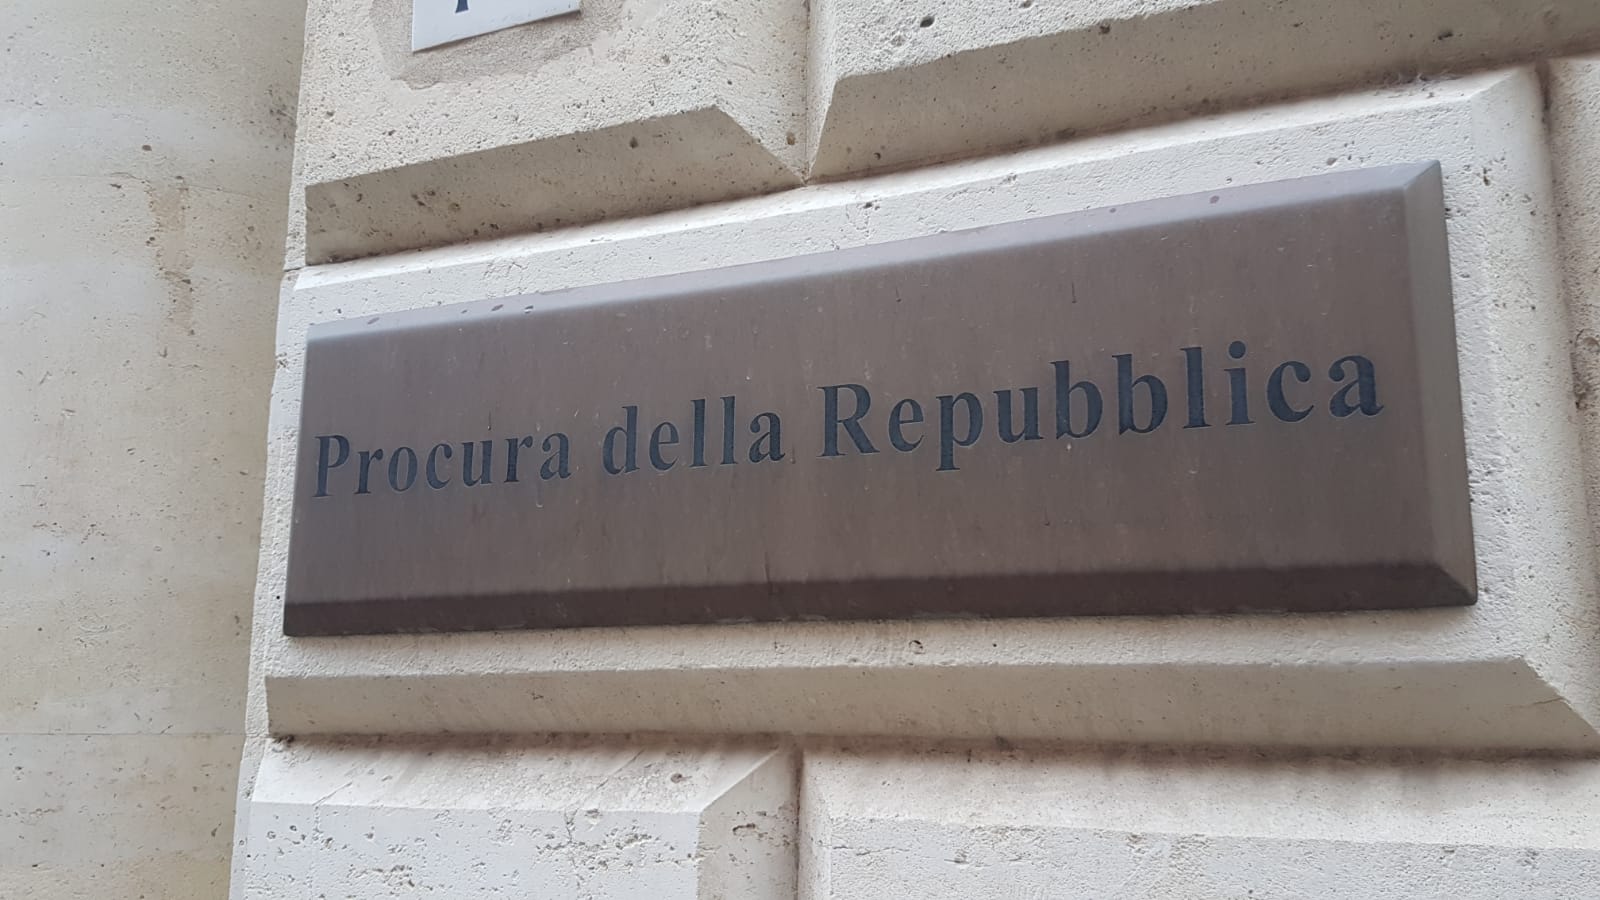 Procura della Repubblica